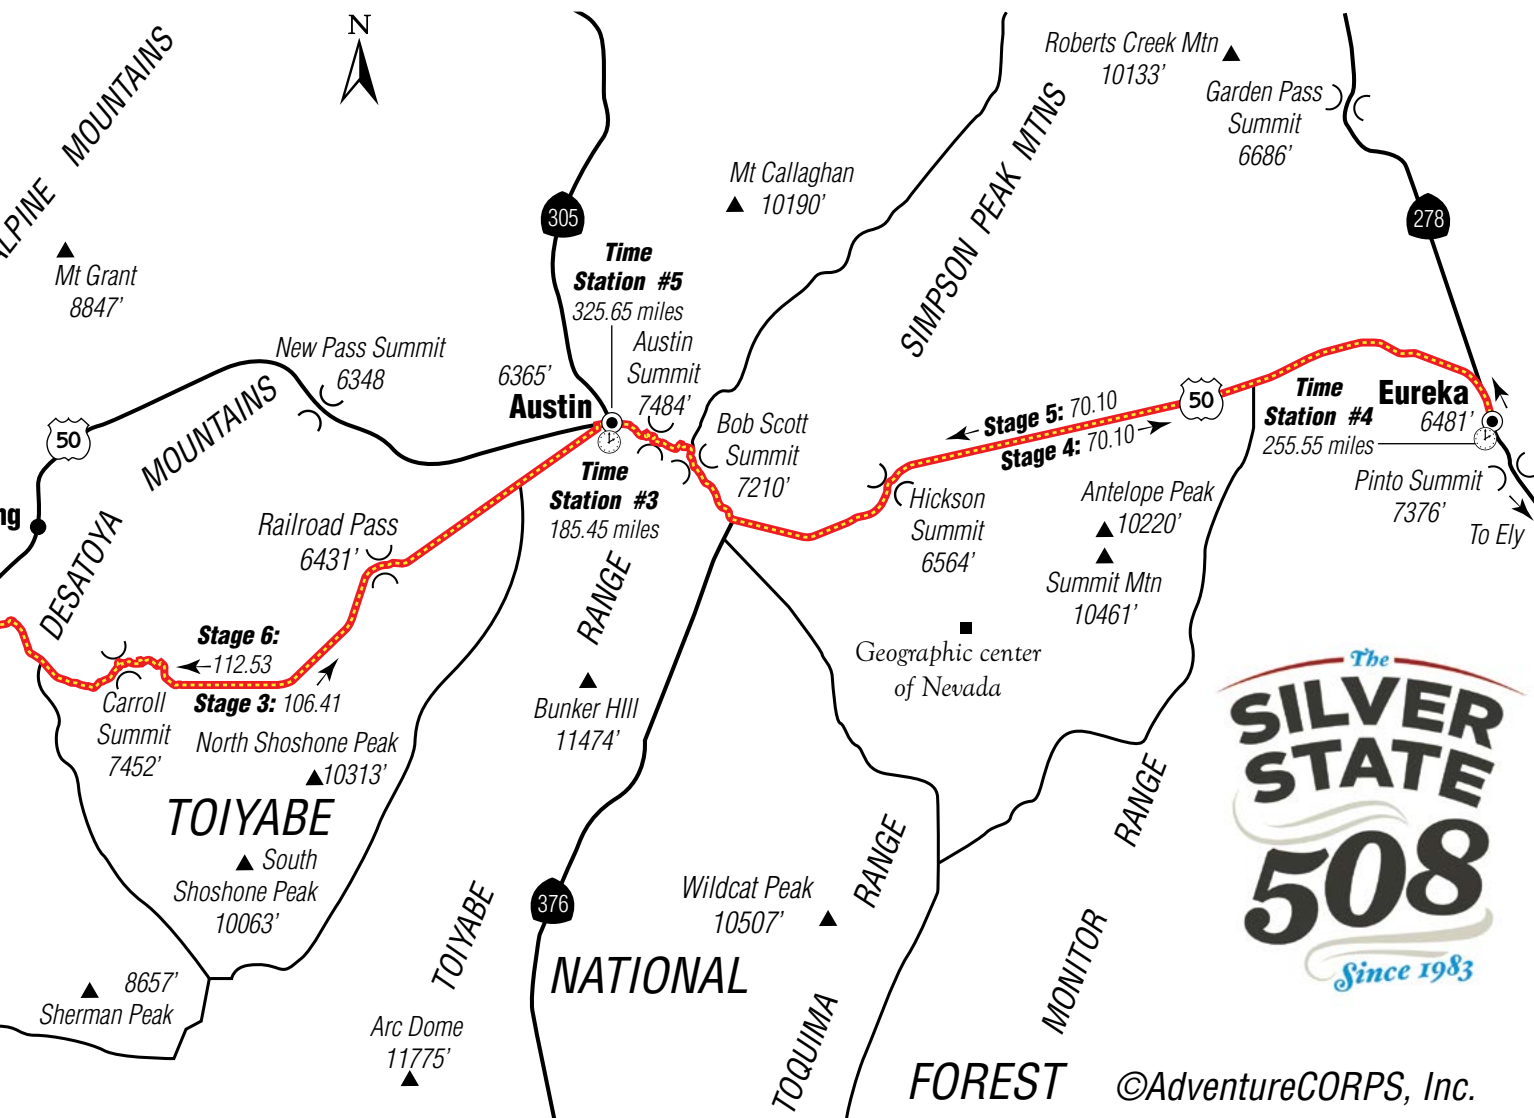 N
ALPINE MOUNTAINS
Mt Grant
8847’
50
ng
New Pass Summit
6348
DESATOYA MOUNTAINS
Railroad Pass
6431’
Stage 6:
112.53
Stage 3: 106.41
Carroll
Summit
7452’
North Shoshone Peak
10313’
TOIYABE
South
Shoshone Peak
10063’
8657’
Sherman Peak
305
Time
Station #5
325.65 miles
6365’
Austin
Austin
Summit
7484’
Time
Station #3
185.45 miles
Mt Callaghan
10190’
Bob Scott
Summit
7210’
TOIYABE RANGE
Bunker HIll
11474’
376
Arc Dome
11775’
NATIONAL
Wildcat Peak
10507’
TOQUIMA RANGE
SIMPSON PEAK MTNS
Roberts Creek Mtn
10133’
Garden Pass
Summit
6686’
278
Stage 5: 70.10
Stage 4: 70.10
50
Hickson
Summit
6564’
Antelope Peak
10220’
Summit Mtn
10461’
Geographic center
of Nevada
Time
Station #4
255.55 miles
Eureka
6481’
Pinto Summit
7376’
To Ely
MONITOR RANGE
The
SILVER
STATE
508
Since 1983
FOREST
©AdventureCORPS, Inc.